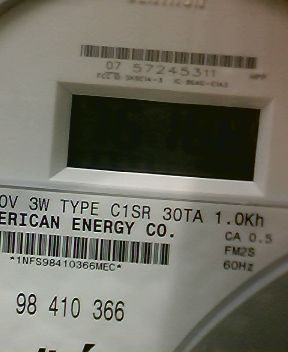 07 57245311
0V 3W TYPE C1SR 30TA 1.0Kh
ERICAN ENERGY CO.
CA 0.5
FM2S
60Hz
*1NFS98410366MEC*
98 410 366